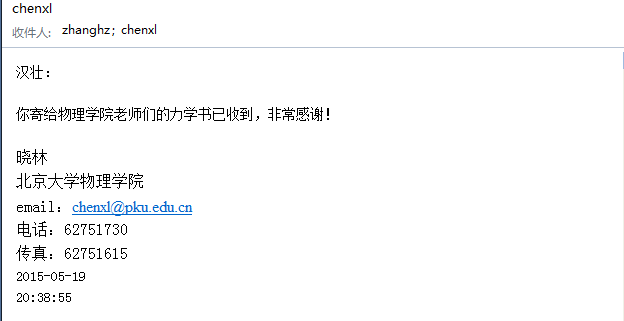 chenxl
收件人: zhanghz; chenxl
汉壮：
你寄给物理学院老师们的力学书已收到，非常感谢！
晓林
北京大学物理学院
email：chenxl@pku.edu.cn
电话：62751730
传真：62751615
2015-05-19
20:38:55